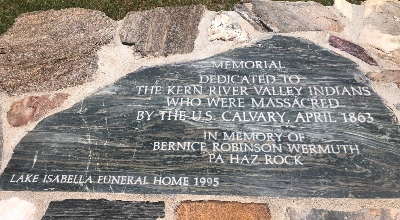 MEMORIAL
DEDICATED TO
THE KERN RIVER VALLEY INDIANS
WHO WERE MASSACRED
BY THE U.S. CALVARY, APRIL 1863
IN MEMORY OF
BERNICE ROBINSON WERMUTH
PA HAZ ROCK
LAKE ISABELLA FUNERAL HOME 1995